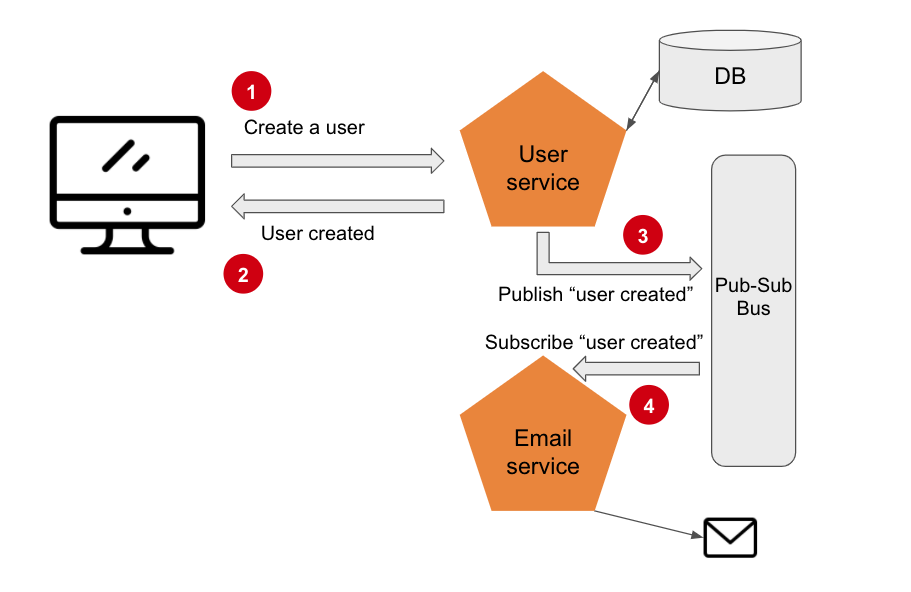 1
Create a user
User created
2
User
service
DB
3
Publish “user created”
Pub-Sub
Bus
Subscribe “user created”
4
Email
service